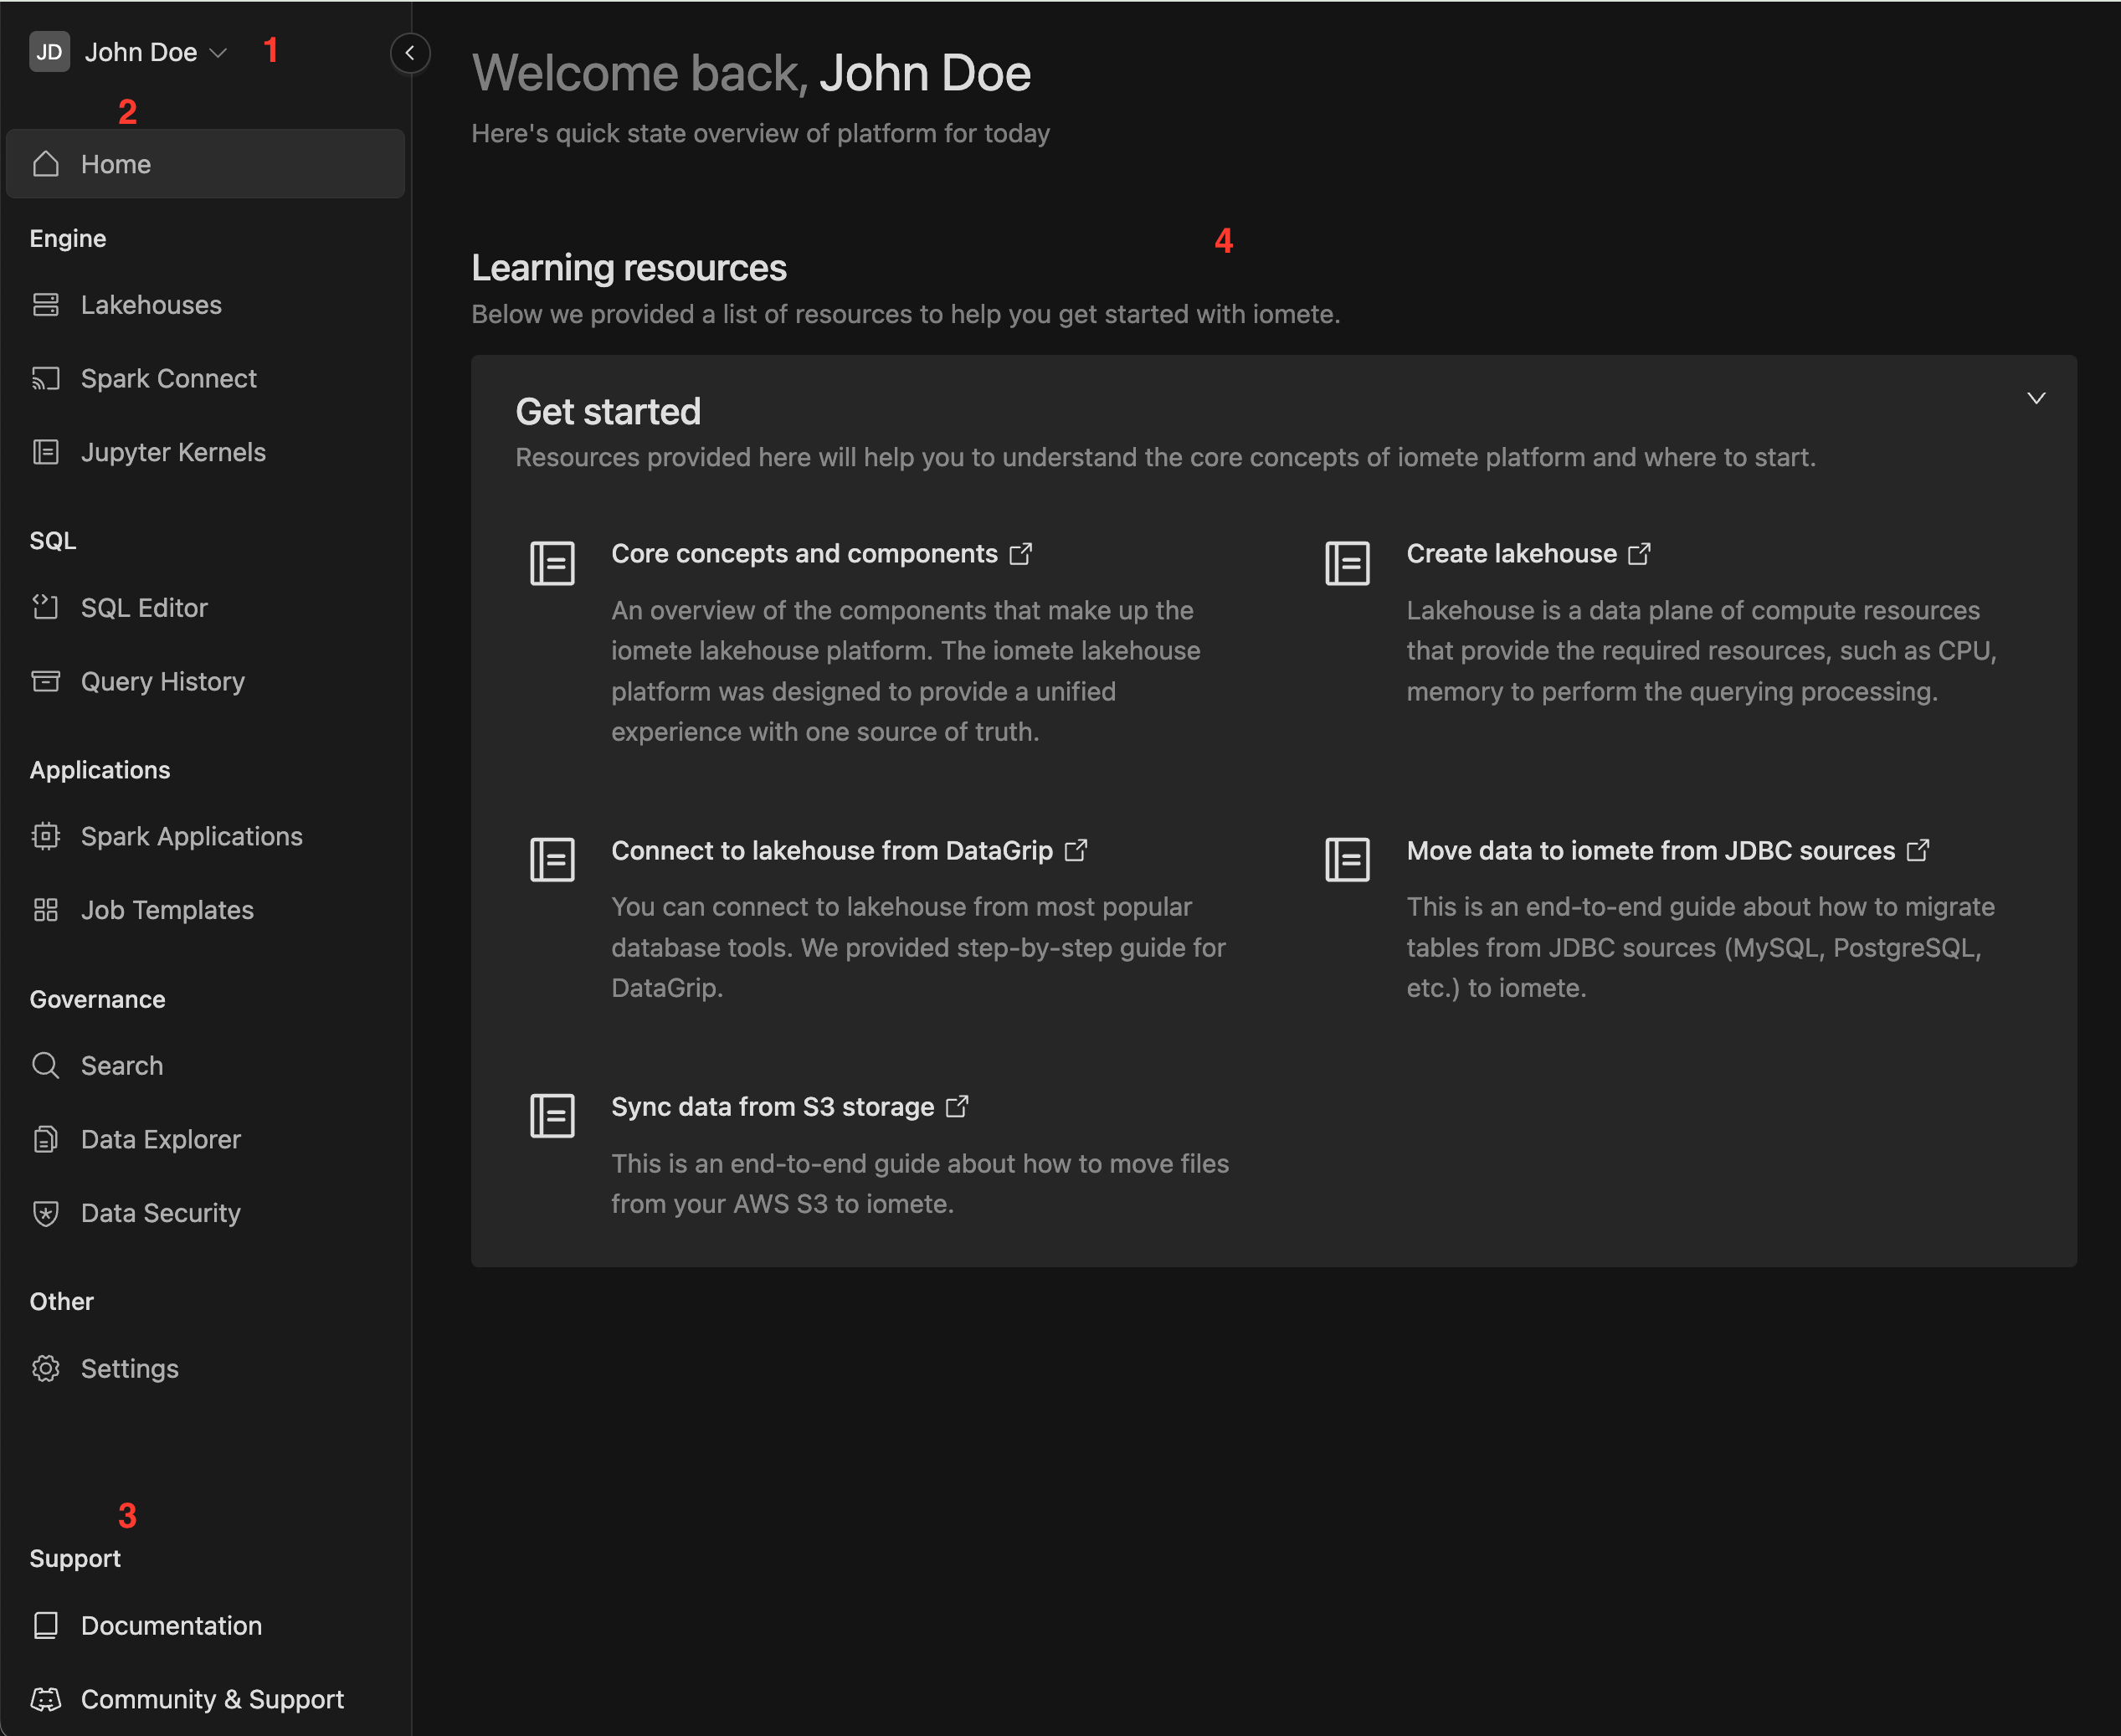 JD John Doe 1
2
Home
Engine
Lakehouses
Spark Connect
Jupyter Kernels
SQL
SQL Editor
Query History
Applications
Spark Applications
Job Templates
Governance
Search
Data Explorer
Data Security
Other
Settings
3
Support
Documentation
Community & Support
Welcome back, John Doe
Here's quick state overview of platform for today
4
Learning resources
Below we provided a list of resources to help you get started with iomete.
Get started
Resources provided here will help you to understand the core concepts of iomete platform and where to start.
Core concepts and components
An overview of the components that make up the
iomete lakehouse platform. The iomete lakehouse
platform was designed to provide a unified
experience with one source of truth.
Create lakehouse
Lakehouse is a data plane of compute resources
that provide the required resources, such as CPU,
memory to perform the querying processing.
Connect to lakehouse from DataGrip
You can connect to lakehouse from most popular
database tools. We provided step-by-step guide for
DataGrip.
Move data to iomete from JDBC sources
This is an end-to-end guide about how to migrate
tables from JDBC sources (MySQL, PostgreSQL,
etc.) to iomete.
Sync data from S3 storage
This is an end-to-end guide about how to move files
from your AWS S3 to iomete.